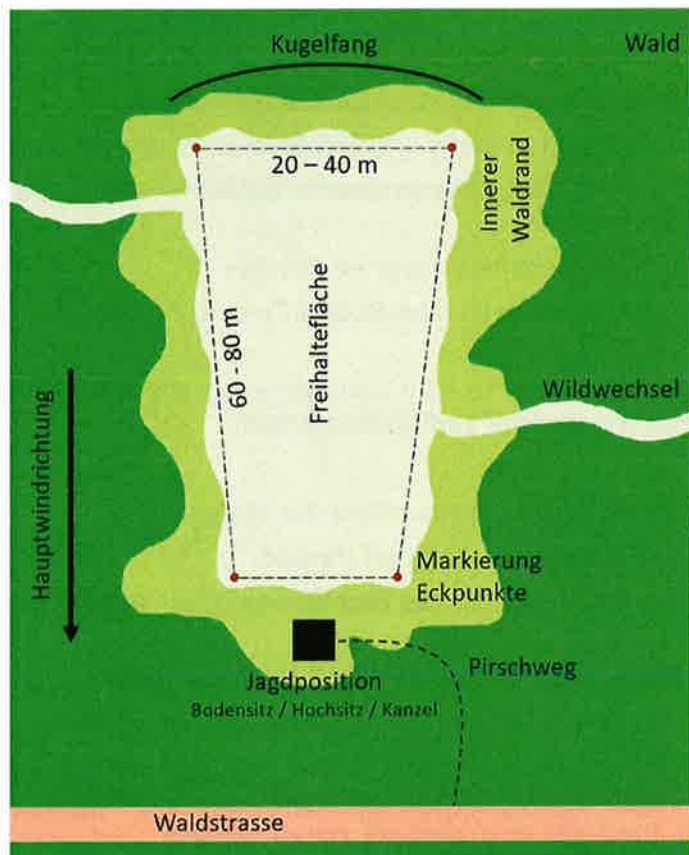 Kugelfang
Wald
20 – 40 m
Innerer
Waldrand
60 - 80 m
Freihaltefläche
Wildwechsel
Hauptwindrichtung
Markierung
Eckpunkte
Pirschweg
Jagdposition
Bodensitz / Hochsitz / Kanzel
Waldstrasse